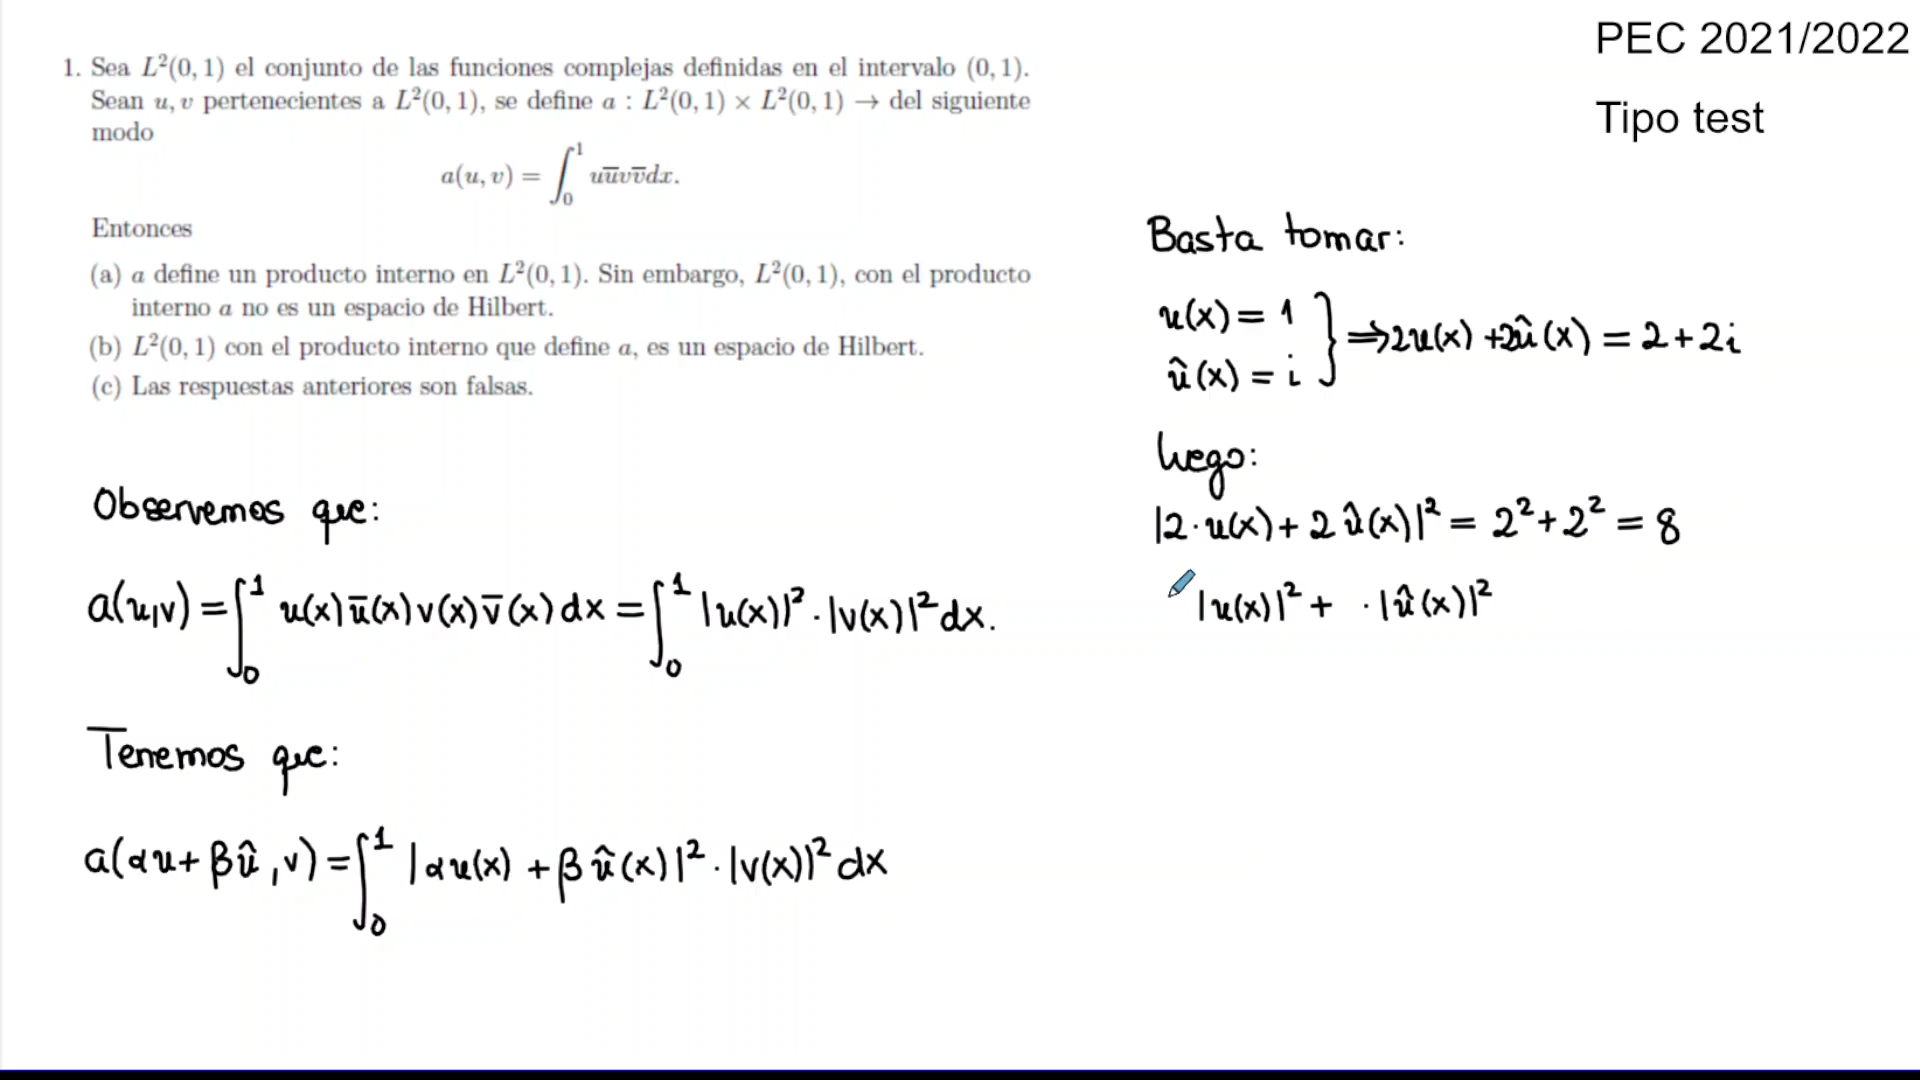 PEC 2021/2022
Tipo test
1. Sea L²(0, 1) el conjunto de las funciones complejas definidas en el intervalo (0, 1).
Sean u, v pertenecientes a L²(0, 1), se define a : L²(0, 1) × L²(0, 1) → del siguiente
modo
a(u, v) = ∫₀¹ uu̅vv̅dx.
Entonces
(a) a define un producto interno en L²(0, 1). Sin embargo, L²(0, 1), con el producto
interno a no es un espacio de Hilbert.
(b) L²(0, 1) con el producto interno que define a, es un espacio de Hilbert.
(c) Las respuestas anteriores son falsas.
Observemos que:
a(u,v) = ∫₀¹ u(x)u̅(x)v(x)v̅(x)dx = ∫₀¹ |u(x)|²·|v(x)|²dx.
Tenemos que:
a(αu+βû,v) = ∫₀¹ |αu(x)+βû(x)|²·|v(x)|²dx
Basta tomar:
u(x) = 1
û(x) = i } ⇒ 2u(x)+2û(x) = 2+2i
luego:
|2·u(x)+2û(x)|² = 2²+2² = 8
|u(x)|²+ ·|û(x)|²